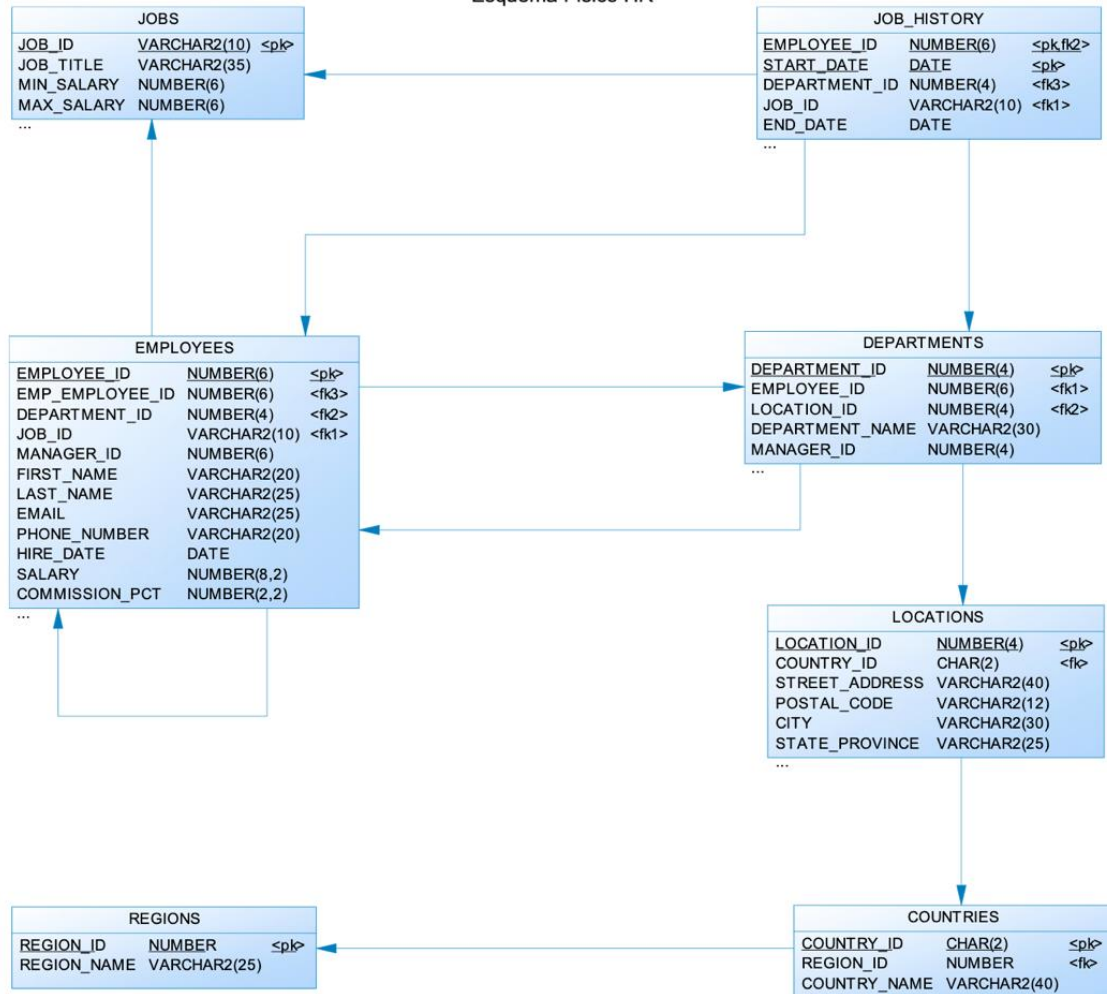 Esquema Físico HR
JOBS
JOB_ID VARCHAR2(10) <pk>
JOB_TITLE VARCHAR2(35)
MIN_SALARY NUMBER(6)
MAX_SALARY NUMBER(6)
...
JOB_HISTORY
EMPLOYEE_ID NUMBER(6) <pk,fk2>
START_DATE DATE <pk>
DEPARTMENT_ID NUMBER(4) <fk3>
JOB_ID VARCHAR2(10) <fk1>
END_DATE DATE
...
EMPLOYEES
EMPLOYEE_ID NUMBER(6) <pk>
EMP_EMPLOYEE_ID NUMBER(6) <fk3>
DEPARTMENT_ID NUMBER(4) <fk2>
JOB_ID VARCHAR2(10) <fk1>
MANAGER_ID NUMBER(6)
FIRST_NAME VARCHAR2(20)
LAST_NAME VARCHAR2(25)
EMAIL VARCHAR2(25)
PHONE_NUMBER VARCHAR2(20)
HIRE_DATE DATE
SALARY NUMBER(8,2)
COMMISSION_PCT NUMBER(2,2)
...
DEPARTMENTS
DEPARTMENT_ID NUMBER(4) <pk>
EMPLOYEE_ID NUMBER(6) <fk1>
LOCATION_ID NUMBER(4) <fk2>
DEPARTMENT_NAME VARCHAR2(30)
MANAGER_ID NUMBER(4)
...
LOCATIONS
LOCATION_ID NUMBER(4) <pk>
COUNTRY_ID CHAR(2) <fk>
STREET_ADDRESS VARCHAR2(40)
POSTAL_CODE VARCHAR2(12)
CITY VARCHAR2(30)
STATE_PROVINCE VARCHAR2(25)
...
REGIONS
REGION_ID NUMBER <pk>
REGION_NAME VARCHAR2(25)
COUNTRIES
COUNTRY_ID CHAR(2) <pk>
REGION_ID NUMBER <fk>
COUNTRY_NAME VARCHAR2(40)